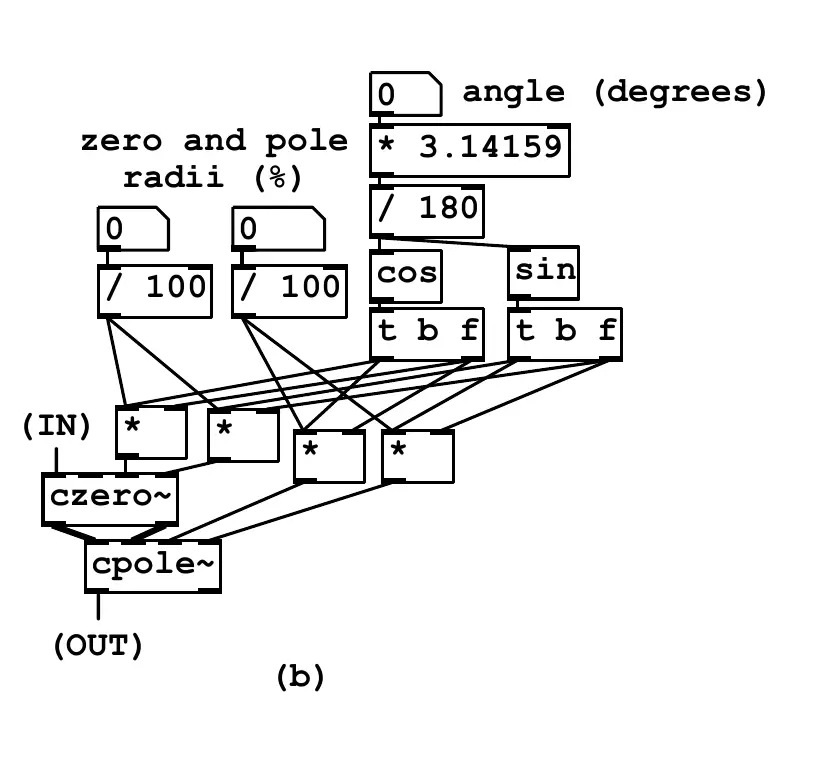 0
angle (degrees)
* 3.14159
zero and pole
radii (%)
/ 180
0
0
/ 100
/ 100
cos
sin
t b f
t b f
(IN)
*
*
*
*
czero~
cpole~
(OUT)
(b)